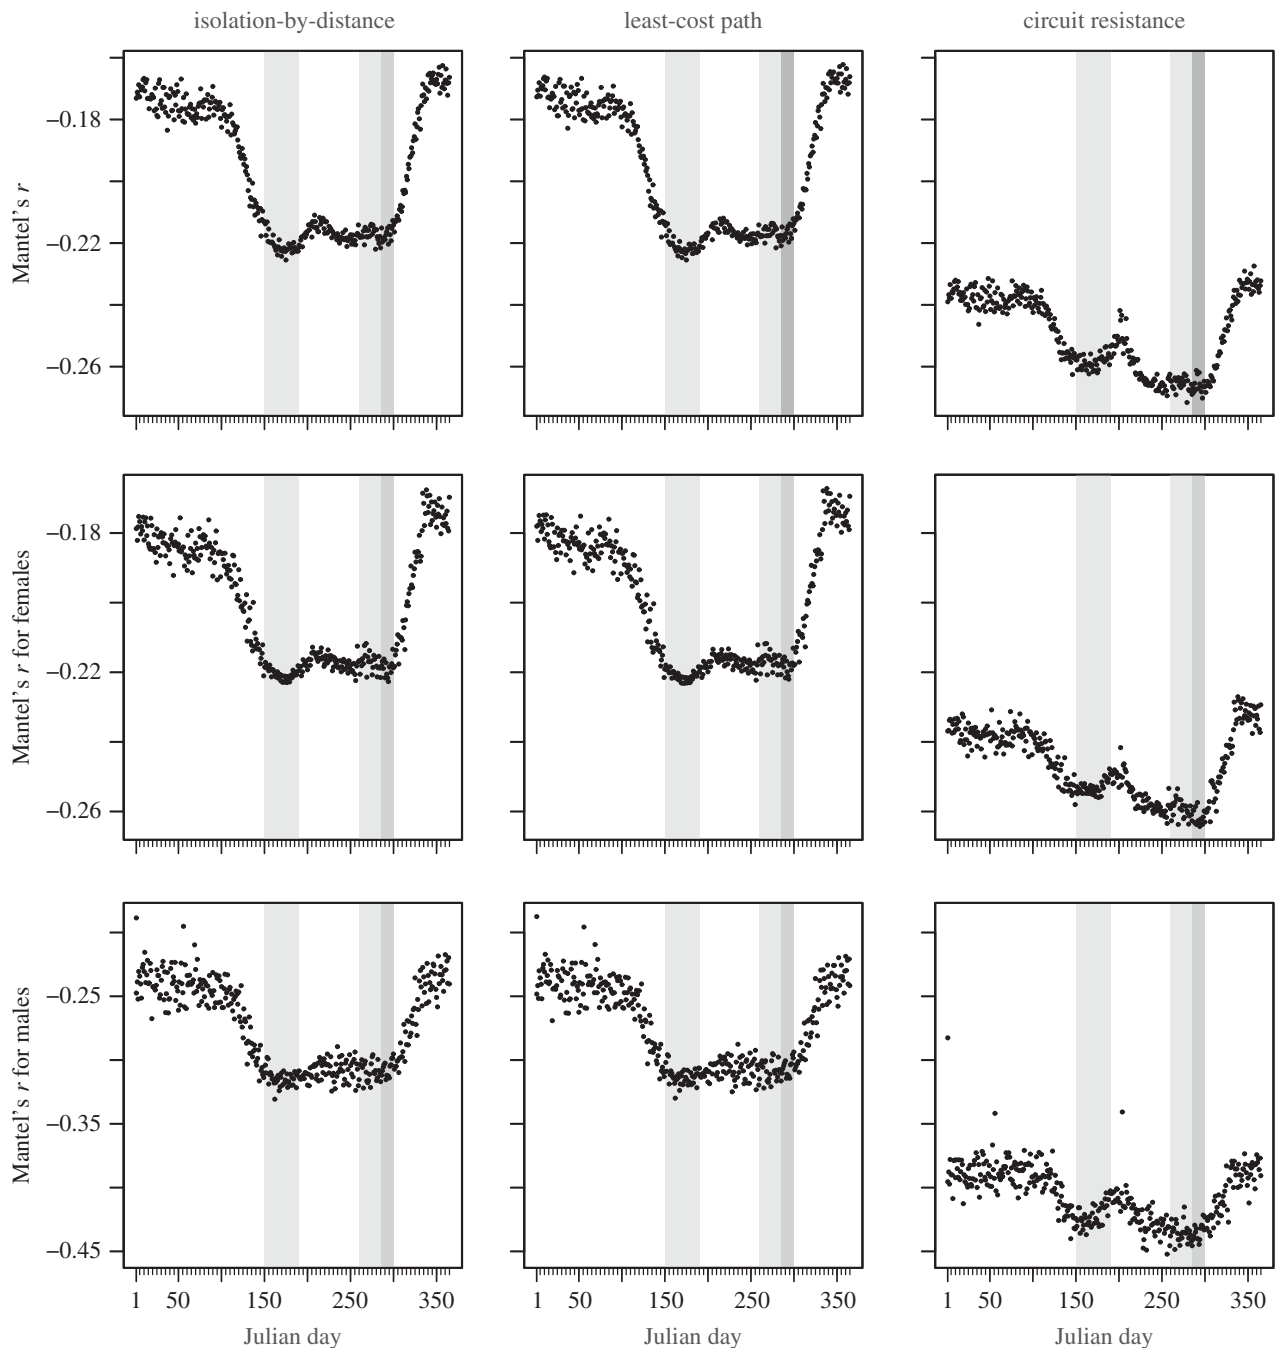 isolation-by-distance least-cost path circuit resistance
Mantel's r
−0.18
−0.22
−0.26
Mantel's r for females
−0.18
−0.22
−0.26
Mantel's r for males
−0.25
−0.35
−0.45
1 50 150 250 350 1 50 150 250 350 1 50 150 250 350
Julian day Julian day Julian day